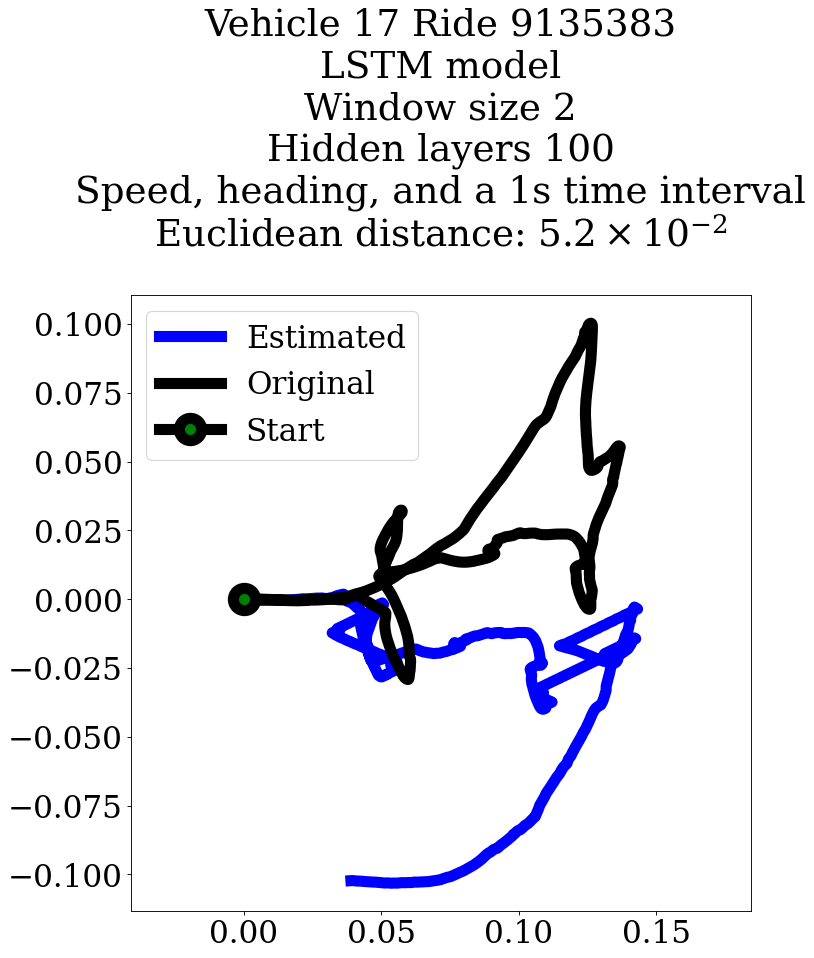 Vehicle 17 Ride 9135383
LSTM model
Window size 2
Hidden layers 100
Speed, heading, and a 1s time interval
Euclidean distance: 5.2 × 10⁻²
Estimated
Original
Start
0.100
0.075
0.050
0.025
0.000
−0.025
−0.050
−0.075
−0.100
0.00 0.05 0.10 0.15